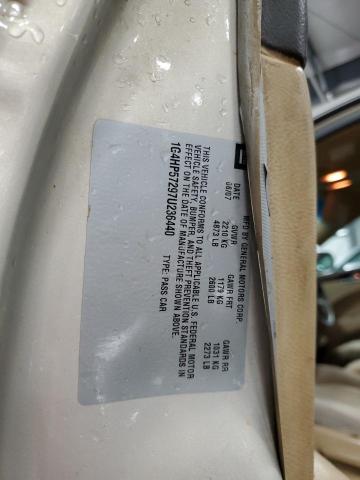 MFD BY GENERAL MOTORS CORP.
DATE GVWR GAWR FRT GAWR RR
06/07 2210 KG 1179 KG 1031 KG
4873 LB 2600 LB 2273 LB
THIS VEHICLE CONFORMS TO ALL APPLICABLE U.S. FEDERAL MOTOR
VEHICLE SAFETY, BUMPER, AND THEFT PREVENTION STANDARDS IN
EFFECT ON THE DATE OF MANUFACTURE SHOWN ABOVE.
1G4HP57297U236440 TYPE: PASS CAR